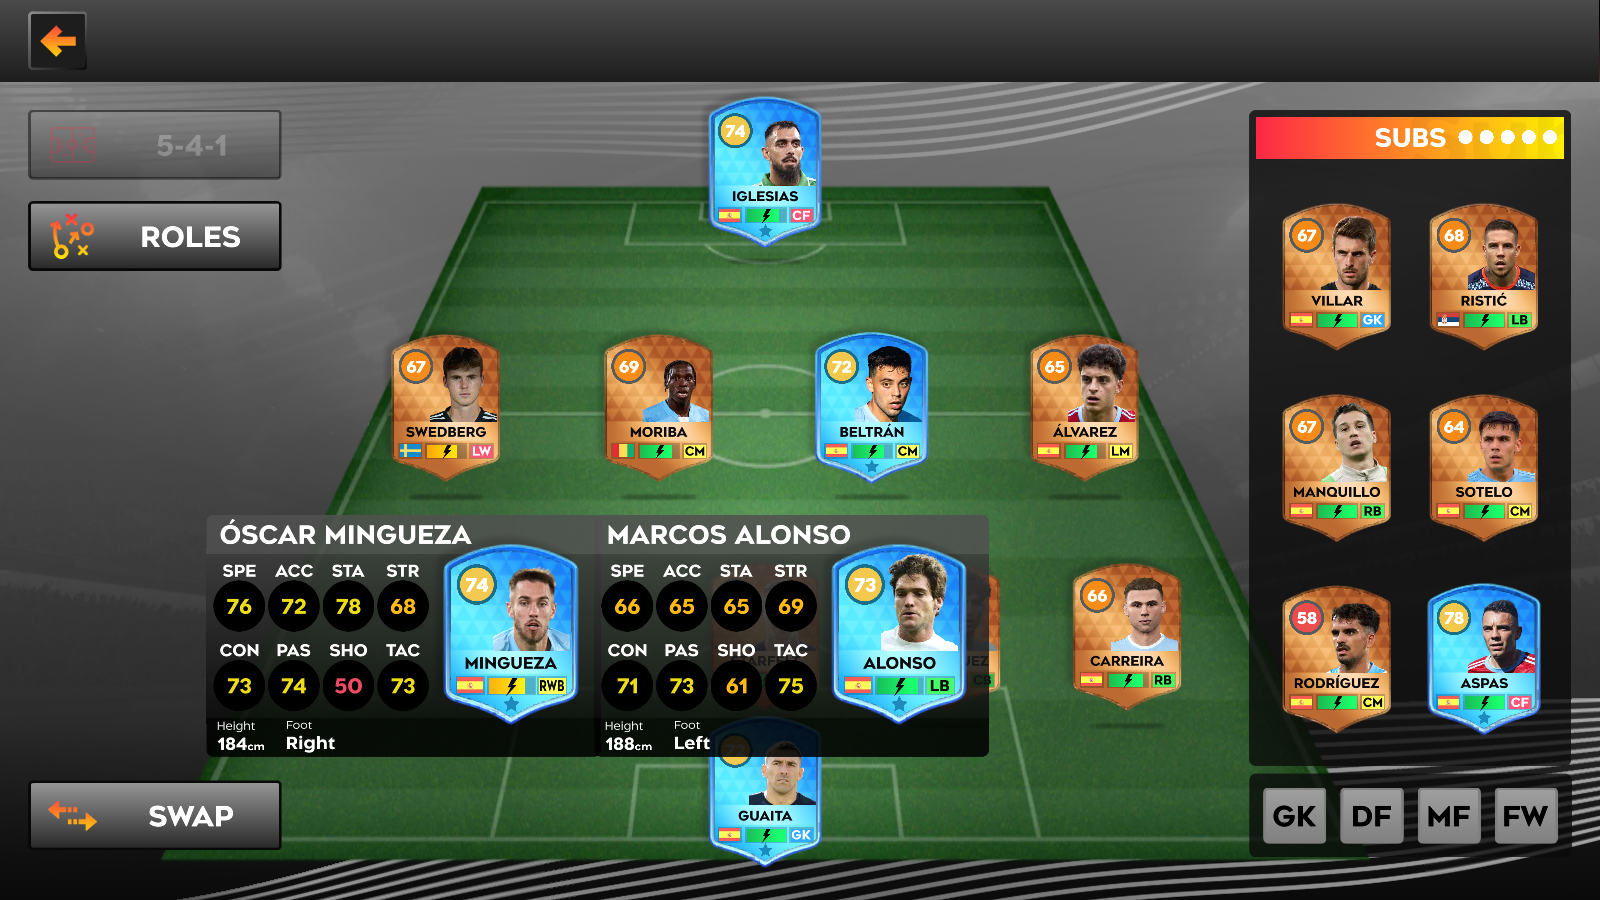 5-4-1
ROLES
74
IGLESIAS
CF
67
SWEDBERG
LW
69
MORIBA
CM
72
BELTRÁN
CM
65
ÁLVAREZ
LM
ÓSCAR MINGUEZA
SPE ACC STA STR
76 72 78 68
CON PAS SHO TAC
73 74 50 73
Height Foot
184cm Right
74
MINGUEZA
RWB
MARCOS ALONSO
SPE ACC STA STR
66 65 65 69
CON PAS SHO TAC
71 73 61 75
Height Foot
188cm Left
73
ALONSO
LB
CB
66
CARREIRA
RB
GUAITA
GK
SWAP
SUBS
67
VILLAR
GK
68
RISTIĆ
LB
67
MANQUILLO
RB
64
SOTELO
CM
58
RODRÍGUEZ
CM
78
ASPAS
CF
GK DF MF FW